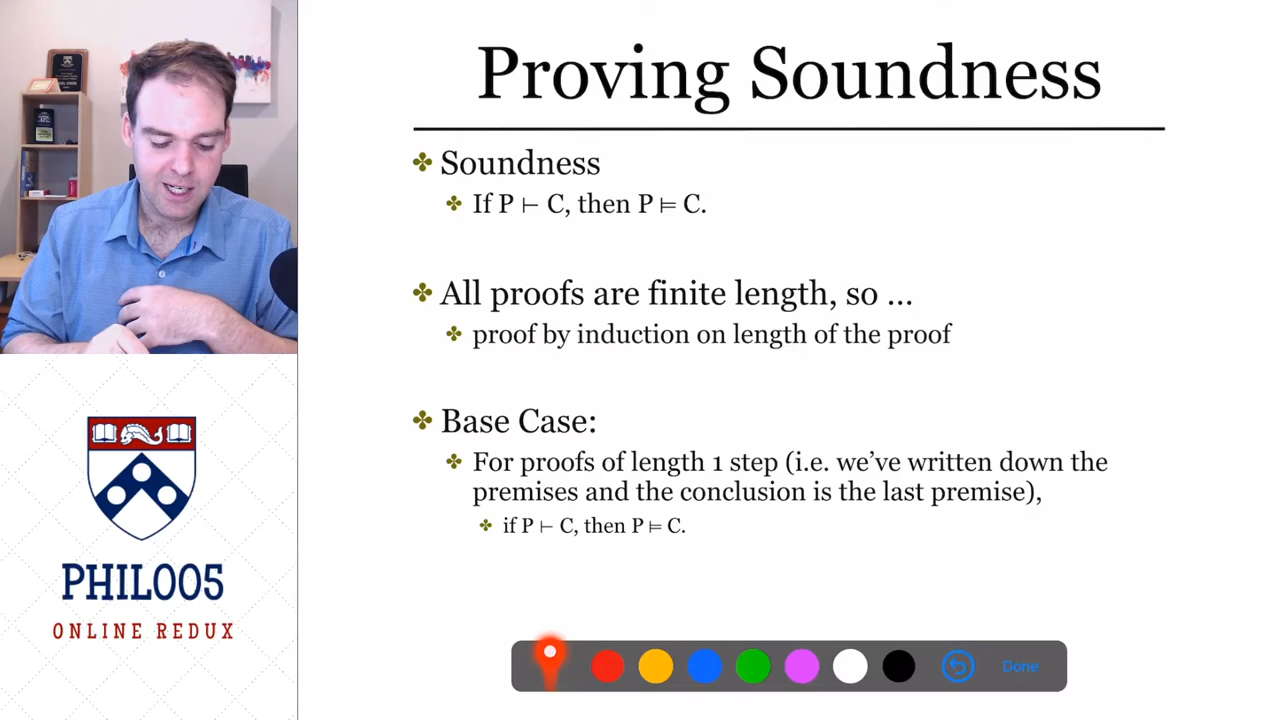 Proving Soundness
Soundness
If P ⊢ C, then P ⊨ C.
All proofs are finite length, so …
proof by induction on length of the proof
Base Case:
For proofs of length 1 step (i.e. we’ve written down the
premises and the conclusion is the last premise),
if P ⊢ C, then P ⊨ C.
PHIL005
ONLINE REDUX
Done